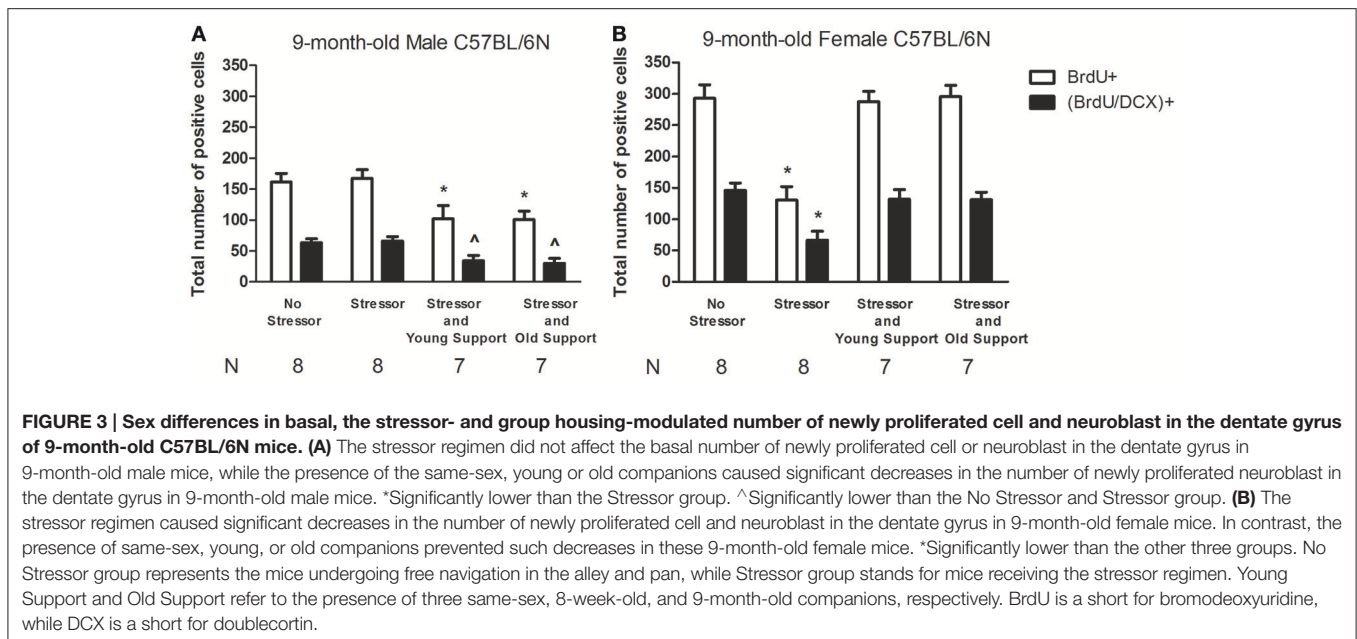 A
9-month-old Male C57BL/6N
Total number of positive cells
350
300
250
200
150
100
50
0
*
*
^
^
No Stressor
Stressor
Stressor and Young Support
Stressor and Old Support
N 8 8 7 7
B
9-month-old Female C57BL/6N
Total number of positive cells
350
300
250
200
150
100
50
0
*
*
No Stressor
Stressor
Stressor and Young Support
Stressor and Old Support
8 8 7 7
BrdU+
(BrdU/DCX)+
FIGURE 3 | Sex differences in basal, the stressor- and group housing-modulated number of newly proliferated cell and neuroblast in the dentate gyrus
of 9-month-old C57BL/6N mice. (A) The stressor regimen did not affect the basal number of newly proliferated cell or neuroblast in the dentate gyrus in
9-month-old male mice, while the presence of the same-sex, young or old companions caused significant decreases in the number of newly proliferated neuroblast in
the dentate gyrus in 9-month-old male mice. *Significantly lower than the Stressor group. ^Significantly lower than the No Stressor and Stressor group. (B) The
stressor regimen caused significant decreases in the number of newly proliferated cell and neuroblast in the dentate gyrus in 9-month-old female mice. In contrast, the
presence of same-sex, young, or old companions prevented such decreases in these 9-month-old female mice. *Significantly lower than the other three groups. No
Stressor group represents the mice undergoing free navigation in the alley and pan, while Stressor group stands for mice receiving the stressor regimen. Young
Support and Old Support refer to the presence of three same-sex, 8-week-old, and 9-month-old companions, respectively. BrdU is a short for bromodeoxyuridine,
while DCX is a short for doublecortin.